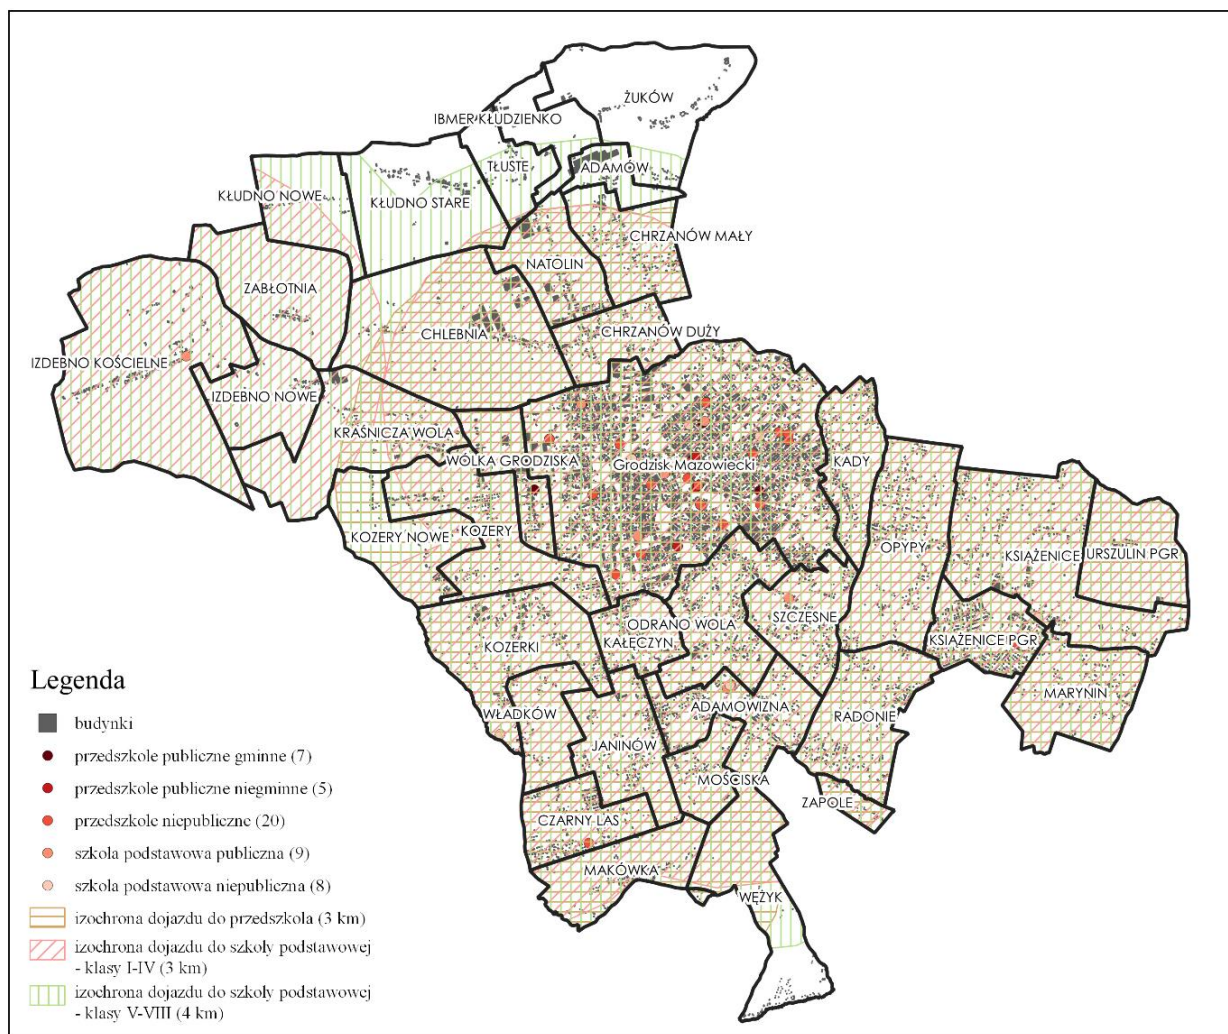 ŻUKÓW
IBMER KŁUDZIENKO
TŁUSTE
ADAMÓW
KŁUDNO NOWE
KŁUDNO STARE
CHRZANÓW MAŁY
NATOLIN
ZABŁOTNIA
CHLEBNIA
CHRZANÓW DUŻY
IZDEBNO KOŚCIELNE
IZDEBNO NOWE
KRAŚNICZA WOLA
WÓLKA GRODZISKA
Grodzisk Mazowiecki
KADY
KOZERY
KOZERY NOWE
OPYPY
KSIĄŻENICE
URSZULIN PGR
SZCZĘSNE
ODRANO WOLA
KAŁĘCZYN
KSIĄŻENICE PGR
KOZERKI
MARYNIN
WŁADKÓW
ADAMOWIZNA
RADONIE
JANINÓW
MOŚCISKA
ZAPOLE
CZARNY LAS
MAKÓWKA
WĘŻYK
Legenda
budynki
przedszkole publiczne gminne (7)
przedszkole publiczne niegminne (5)
przedszkole niepubliczne (20)
szkoła podstawowa publiczna (9)
szkoła podstawowa niepubliczna (8)
izochrona dojazdu do przedszkola (3 km)
izochrona dojazdu do szkoły podstawowej
- klasy I-IV (3 km)
izochrona dojazdu do szkoły podstawowej
- klasy V-VIII (4 km)